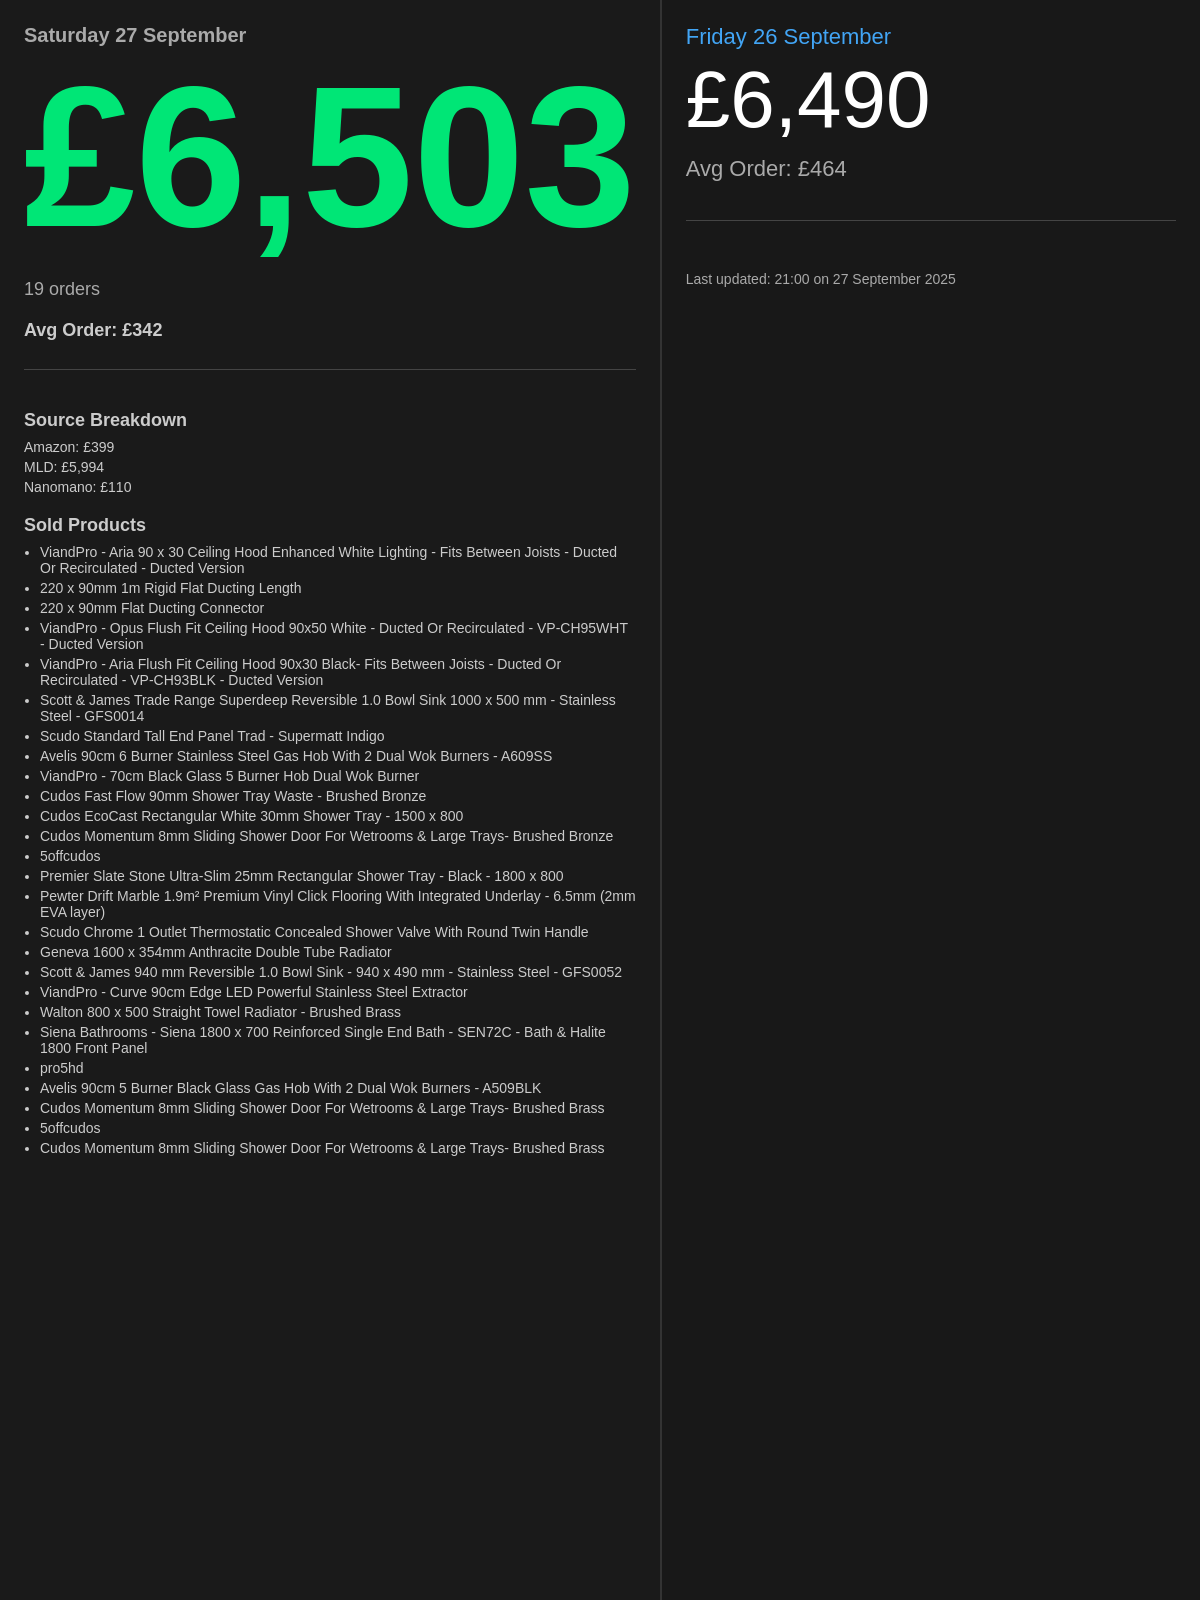 Saturday 27 September
£6,503
19 orders
Avg Order: £342
Source Breakdown
Amazon: £399
MLD: £5,994
Nanomano: £110
Sold Products
• ViandPro - Aria 90 x 30 Ceiling Hood Enhanced White Lighting - Fits Between Joists - Ducted
Or Recirculated - Ducted Version
• 220 x 90mm 1m Rigid Flat Ducting Length
• 220 x 90mm Flat Ducting Connector
• ViandPro - Opus Flush Fit Ceiling Hood 90x50 White - Ducted Or Recirculated - VP-CH95WHT
- Ducted Version
• ViandPro - Aria Flush Fit Ceiling Hood 90x30 Black- Fits Between Joists - Ducted Or
Recirculated - VP-CH93BLK - Ducted Version
• Scott & James Trade Range Superdeep Reversible 1.0 Bowl Sink 1000 x 500 mm - Stainless
Steel - GFS0014
• Scudo Standard Tall End Panel Trad - Supermatt Indigo
• Avelis 90cm 6 Burner Stainless Steel Gas Hob With 2 Dual Wok Burners - A609SS
• ViandPro - 70cm Black Glass 5 Burner Hob Dual Wok Burner
• Cudos Fast Flow 90mm Shower Tray Waste - Brushed Bronze
• Cudos EcoCast Rectangular White 30mm Shower Tray - 1500 x 800
• Cudos Momentum 8mm Sliding Shower Door For Wetrooms & Large Trays- Brushed Bronze
• 5offcudos
• Premier Slate Stone Ultra-Slim 25mm Rectangular Shower Tray - Black - 1800 x 800
• Pewter Drift Marble 1.9m² Premium Vinyl Click Flooring With Integrated Underlay - 6.5mm (2mm
EVA layer)
• Scudo Chrome 1 Outlet Thermostatic Concealed Shower Valve With Round Twin Handle
• Geneva 1600 x 354mm Anthracite Double Tube Radiator
• Scott & James 940 mm Reversible 1.0 Bowl Sink - 940 x 490 mm - Stainless Steel - GFS0052
• ViandPro - Curve 90cm Edge LED Powerful Stainless Steel Extractor
• Walton 800 x 500 Straight Towel Radiator - Brushed Brass
• Siena Bathrooms - Siena 1800 x 700 Reinforced Single End Bath - SEN72C - Bath & Halite
1800 Front Panel
• pro5hd
• Avelis 90cm 5 Burner Black Glass Gas Hob With 2 Dual Wok Burners - A509BLK
• Cudos Momentum 8mm Sliding Shower Door For Wetrooms & Large Trays- Brushed Brass
• 5offcudos
• Cudos Momentum 8mm Sliding Shower Door For Wetrooms & Large Trays- Brushed Brass
Friday 26 September
£6,490
Avg Order: £464
Last updated: 21:00 on 27 September 2025